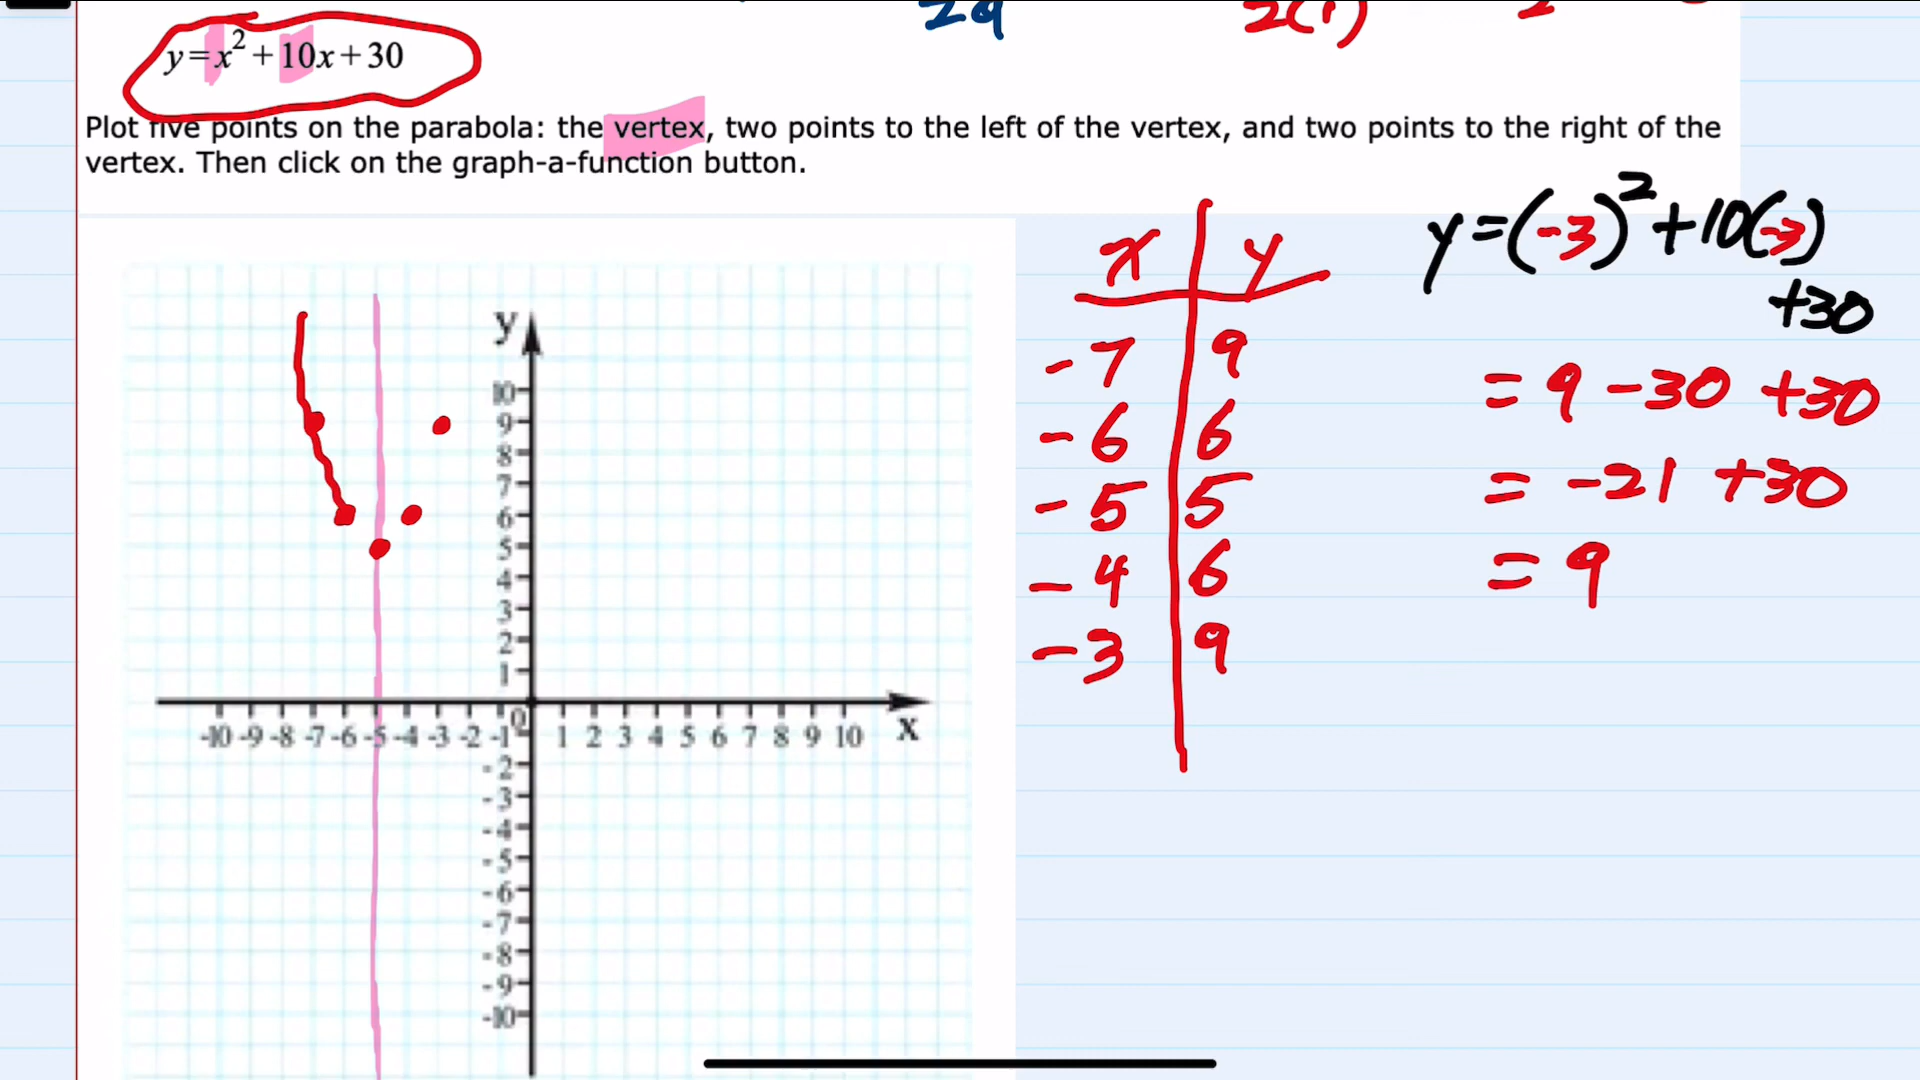 2a 2(1) 2
y=x²+10x+30
Plot five points on the parabola: the vertex, two points to the left of the vertex, and two points to the right of the
vertex. Then click on the graph-a-function button.
y=(-3)²+10(-3)
+30
= 9 -30 +30
= -21 +30
= 9
x y
-7 9
-6 6
-5 5
-4 6
-3 9
y
10
9
8
7
6
5
4
3
2
1
0
-10 -9 -8 -7 -6 -5 -4 -3 -2 -1 1 2 3 4 5 6 7 8 9 10 x
-2
-3
-4
-5
-6
-7
-8
-9
-10